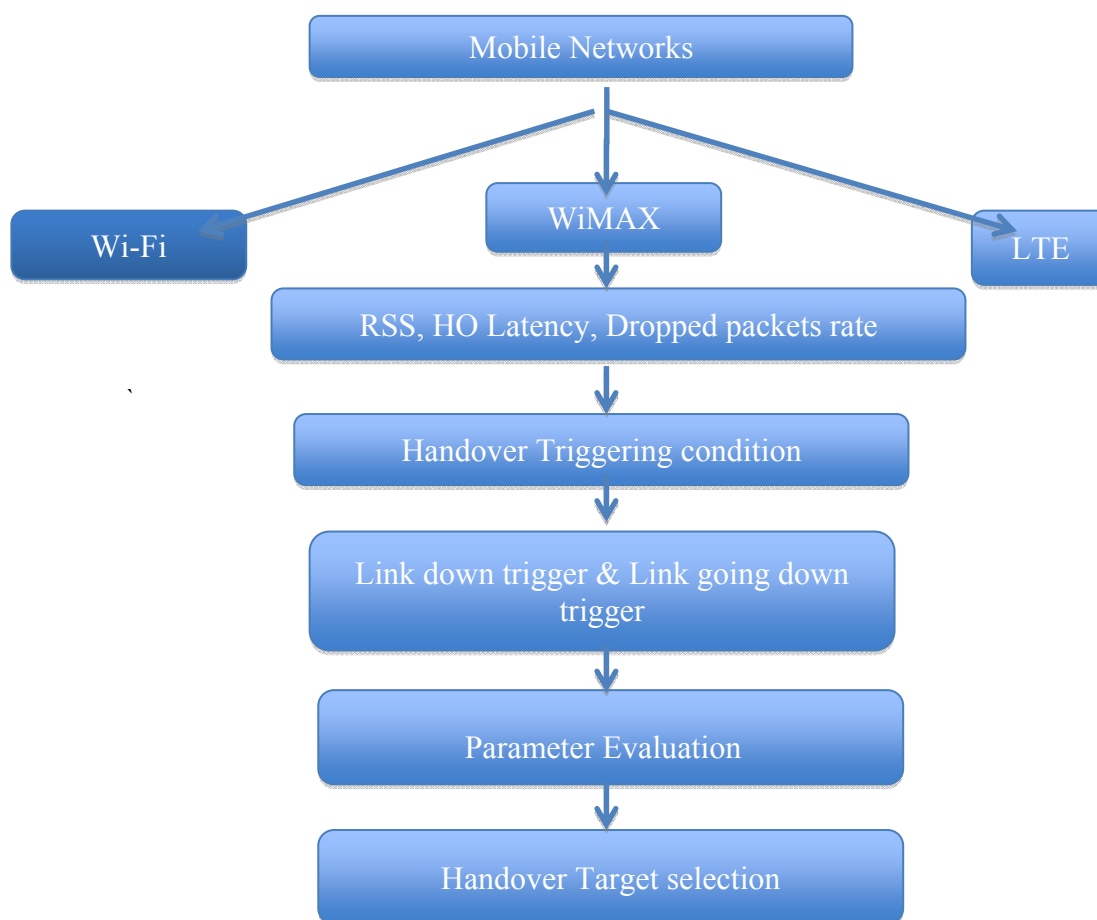 Mobile Networks
WiMAX
Wi-Fi
LTE
RSS, HO Latency, Dropped packets rate
`
Handover Triggering condition
Link down trigger & Link going down
trigger
Parameter Evaluation
Handover Target selection